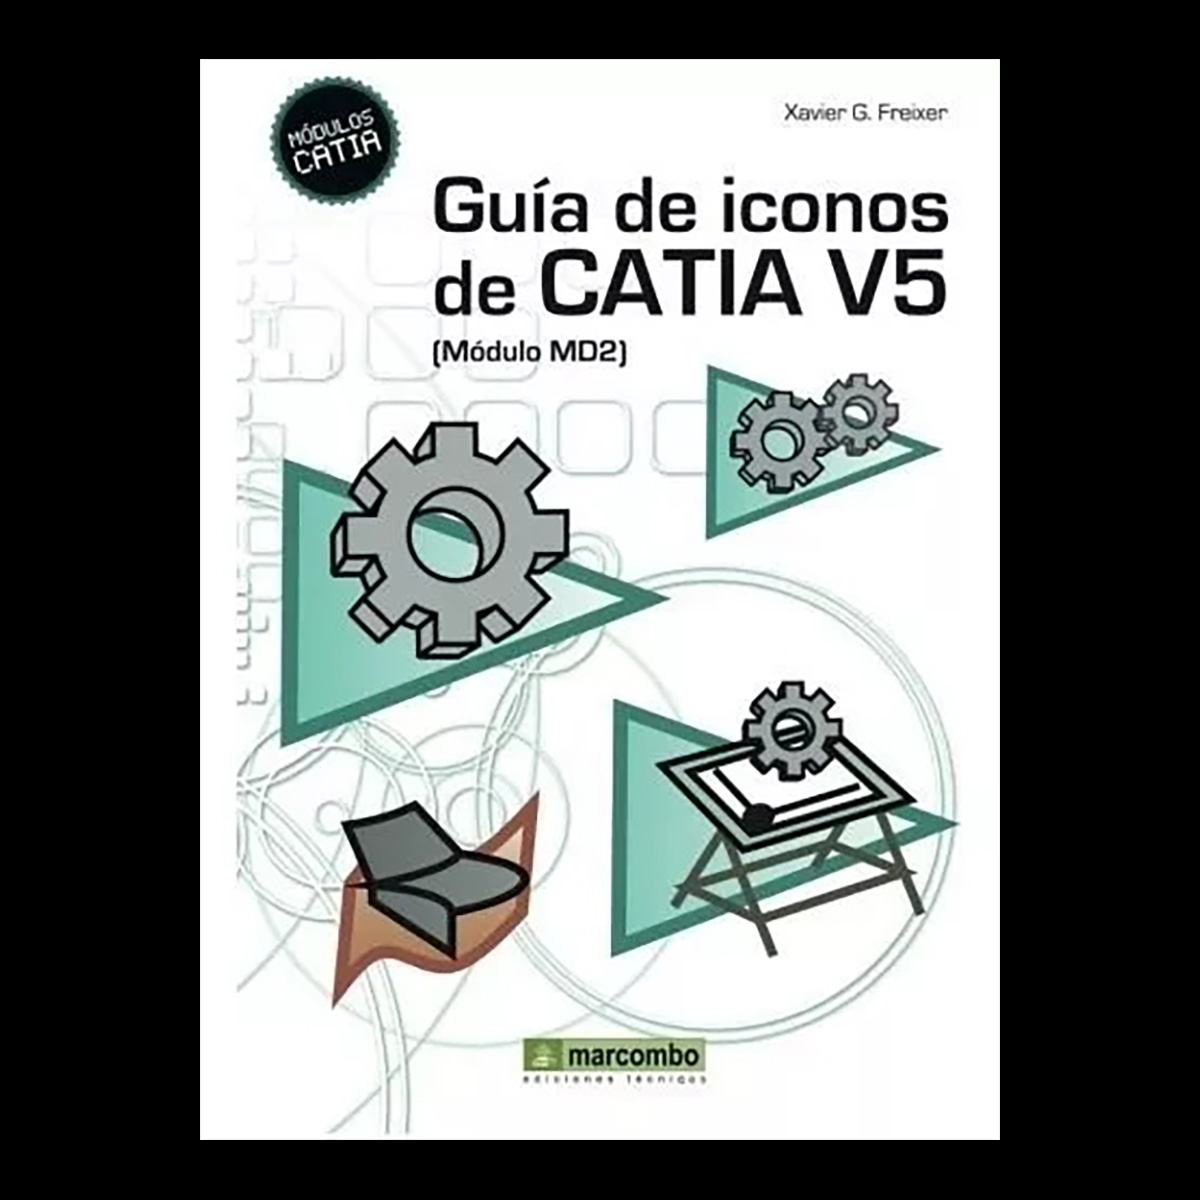 MÓDULOS
CATIA
Xavier G. Freixer
Guía de iconos
de CATIA V5
(Módulo MD2)
marcombo
ediciones técnicas